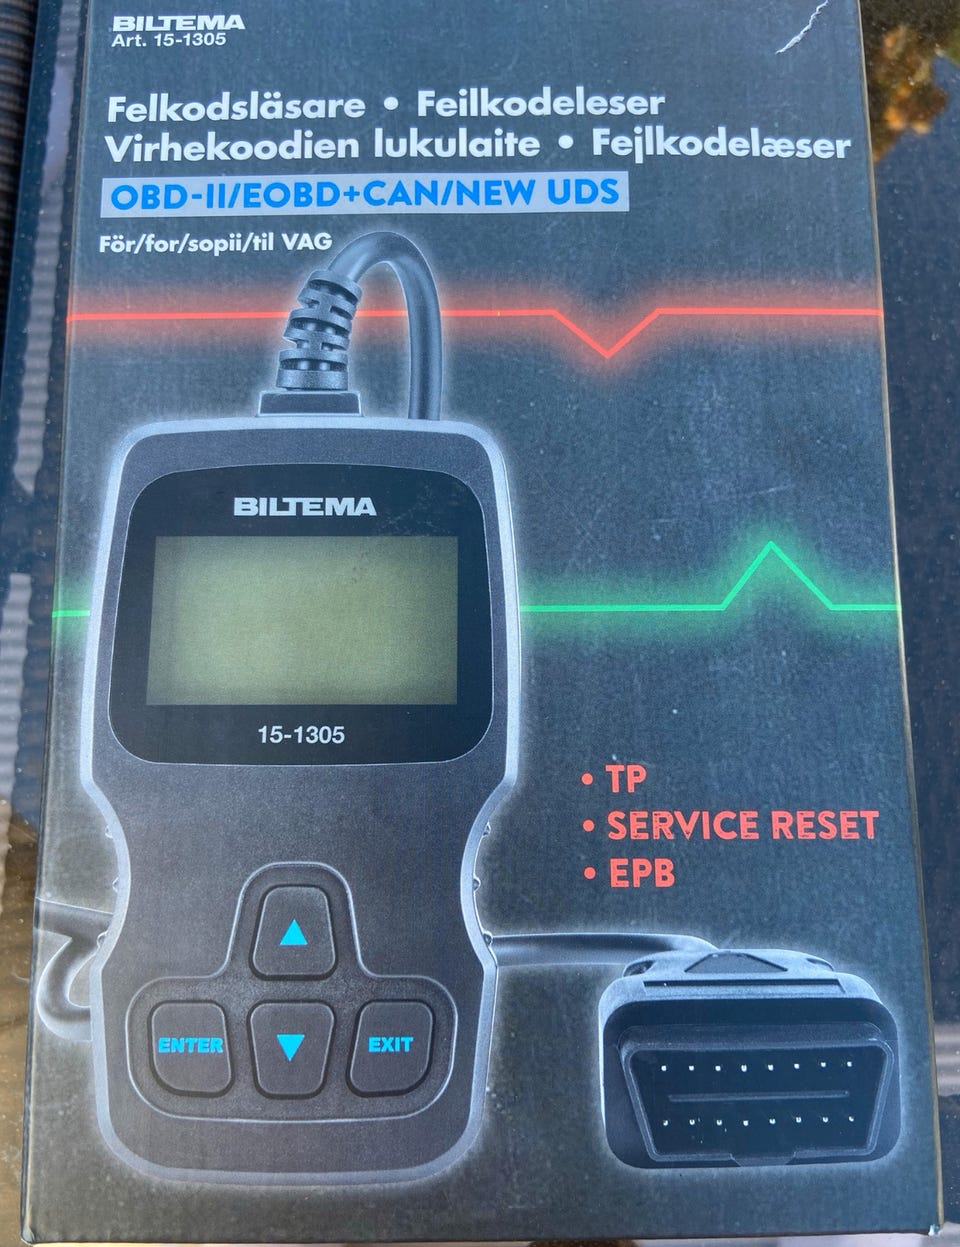 BILTEMA
Art. 15-1305
Felkodsläsare • Feilkodeleser
Virhekoodien lukulaite • Fejlkodelæser
OBD-II/EOBD+CAN/NEW UDS
För/for/sopii/til VAG
BILTEMA
15-1305
• TP
• SERVICE RESET
• EPB
ENTER
EXIT